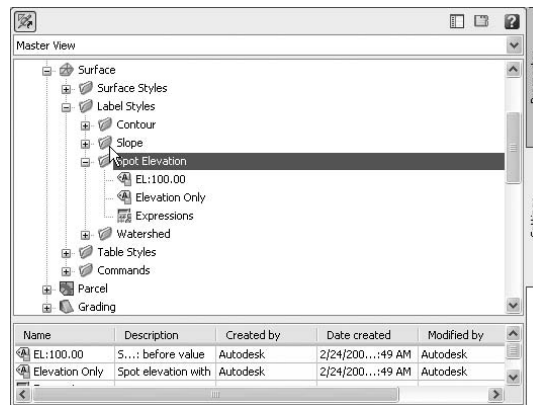 Master View
Surface
Surface Styles
Label Styles
Contour
Slope
Spot Elevation
EL:100.00
Elevation Only
Expressions
Watershed
Table Styles
Commands
Parcel
Grading
Name Description Created by Date created Modified by
EL:100.00 S...: before value Autodesk 2/24/200...:49 AM Autodesk
Elevation Only Spot elevation with Autodesk 2/24/200...:49 AM Autodesk